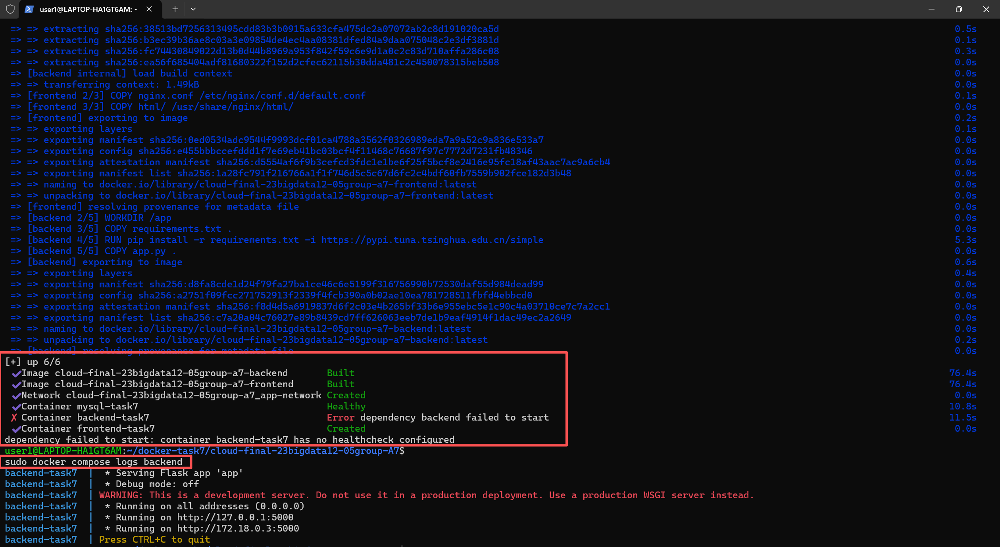 user1@LAPTOP-HA1GT6AM: ~
=> => extracting sha256:38513bd7256313495cdd83b3b0915a633cfa475dc2a07072ab2c8d191020ca5d 0.5s
=> => extracting sha256:b3ec39b36ae8c03a3e09854de4ec4aa08381dfed84a9daa075048c2e3df3881d 0.1s
=> => extracting sha256:fc74430849022d13b0d44b8969a953f842f59c6e9d1a0c2c83d710affa286c08 0.3s
=> => extracting sha256:ea56f685404adf81680322f152d2cfec62115b30dda481c2c450078315beb508 0.0s
=> [backend internal] load build context 0.0s
=> => transferring context: 1.49kB 0.0s
=> [frontend 2/3] COPY nginx.conf /etc/nginx/conf.d/default.conf 0.1s
=> [frontend 3/3] COPY html/ /usr/share/nginx/html/ 0.0s
=> [frontend] exporting to image 0.2s
=> => exporting layers 0.1s
=> => exporting manifest sha256:0ed0534adc9544f9993dcf01ca4788a3562f0326989eda7a9a52c9a836e533a7 0.0s
=> => exporting config sha256:e455bbbccefddd1f7e69eb41bc03bcf4f11468c76687f97c7772d7231fb48346 0.0s
=> => exporting attestation manifest sha256:d5554af6f9b3cefcd3fdc1e1be6f25f5bcf8e2416e95fc18af43aac7ac9a6cb4 0.0s
=> => exporting manifest list sha256:1a28fc791f216766a1f1f746d5c5c67d6fc2c4bdf60fb7559b902fce182d3b48 0.0s
=> => naming to docker.io/library/cloud-final-23bigdata12-05group-a7-frontend:latest 0.0s
=> => unpacking to docker.io/library/cloud-final-23bigdata12-05group-a7-frontend:latest 0.0s
=> [frontend] resolving provenance for metadata file 0.0s
=> [backend 2/5] WORKDIR /app 0.0s
=> [backend 3/5] COPY requirements.txt . 0.0s
=> [backend 4/5] RUN pip install -r requirements.txt -i https://pypi.tuna.tsinghua.edu.cn/simple 5.3s
=> [backend 5/5] COPY app.py . 0.0s
=> [backend] exporting to image 0.6s
=> => exporting layers 0.4s
=> => exporting manifest sha256:d8fa8cde1d24f79fa27ba1ce46c6e5199f316756990b72530daf55d984dead99 0.0s
=> => exporting config sha256:a2751f09fcc271752913f2339f4fcb390a0b02ae10ea781728511fbfd4ebbcd0 0.0s
=> => exporting attestation manifest sha256:f8d4d5a6919837d6f2c03e4b265bf33b6e955ebc5e1c90c4a03710ce7c7a2cc1 0.0s
=> => exporting manifest list sha256:c7a20a04c76027e89b8439cd7ff626063eeb7de1b9eaf4914f1dac49ec2a2649 0.0s
=> => naming to docker.io/library/cloud-final-23bigdata12-05group-a7-backend:latest 0.0s
=> => unpacking to docker.io/library/cloud-final-23bigdata12-05group-a7-backend:latest 0.2s
=> [backend] resolving provenance for metadata file 0.0s
[+] up 6/6
✔Image cloud-final-23bigdata12-05group-a7-backend Built 76.4s
✔Image cloud-final-23bigdata12-05group-a7-frontend Built 76.4s
✔Network cloud-final-23bigdata12-05group-a7_app-network Created 0.0s
✔Container mysql-task7 Healthy 10.8s
✗ Container backend-task7 Error dependency backend failed to start 11.5s
✔Container frontend-task7 Created 0.0s
dependency failed to start: container backend-task7 has no healthcheck configured
user1@LAPTOP-HA1GT6AM:~/docker-task7/cloud-final-23bigdata12-05group-A7$
sudo docker compose logs backend
backend-task7 | * Serving Flask app 'app'
backend-task7 | * Debug mode: off
backend-task7 | WARNING: This is a development server. Do not use it in a production deployment. Use a production WSGI server instead.
backend-task7 | * Running on all addresses (0.0.0.0)
backend-task7 | * Running on http://127.0.0.1:5000
backend-task7 | * Running on http://172.18.0.3:5000
backend-task7 | Press CTRL+C to quit